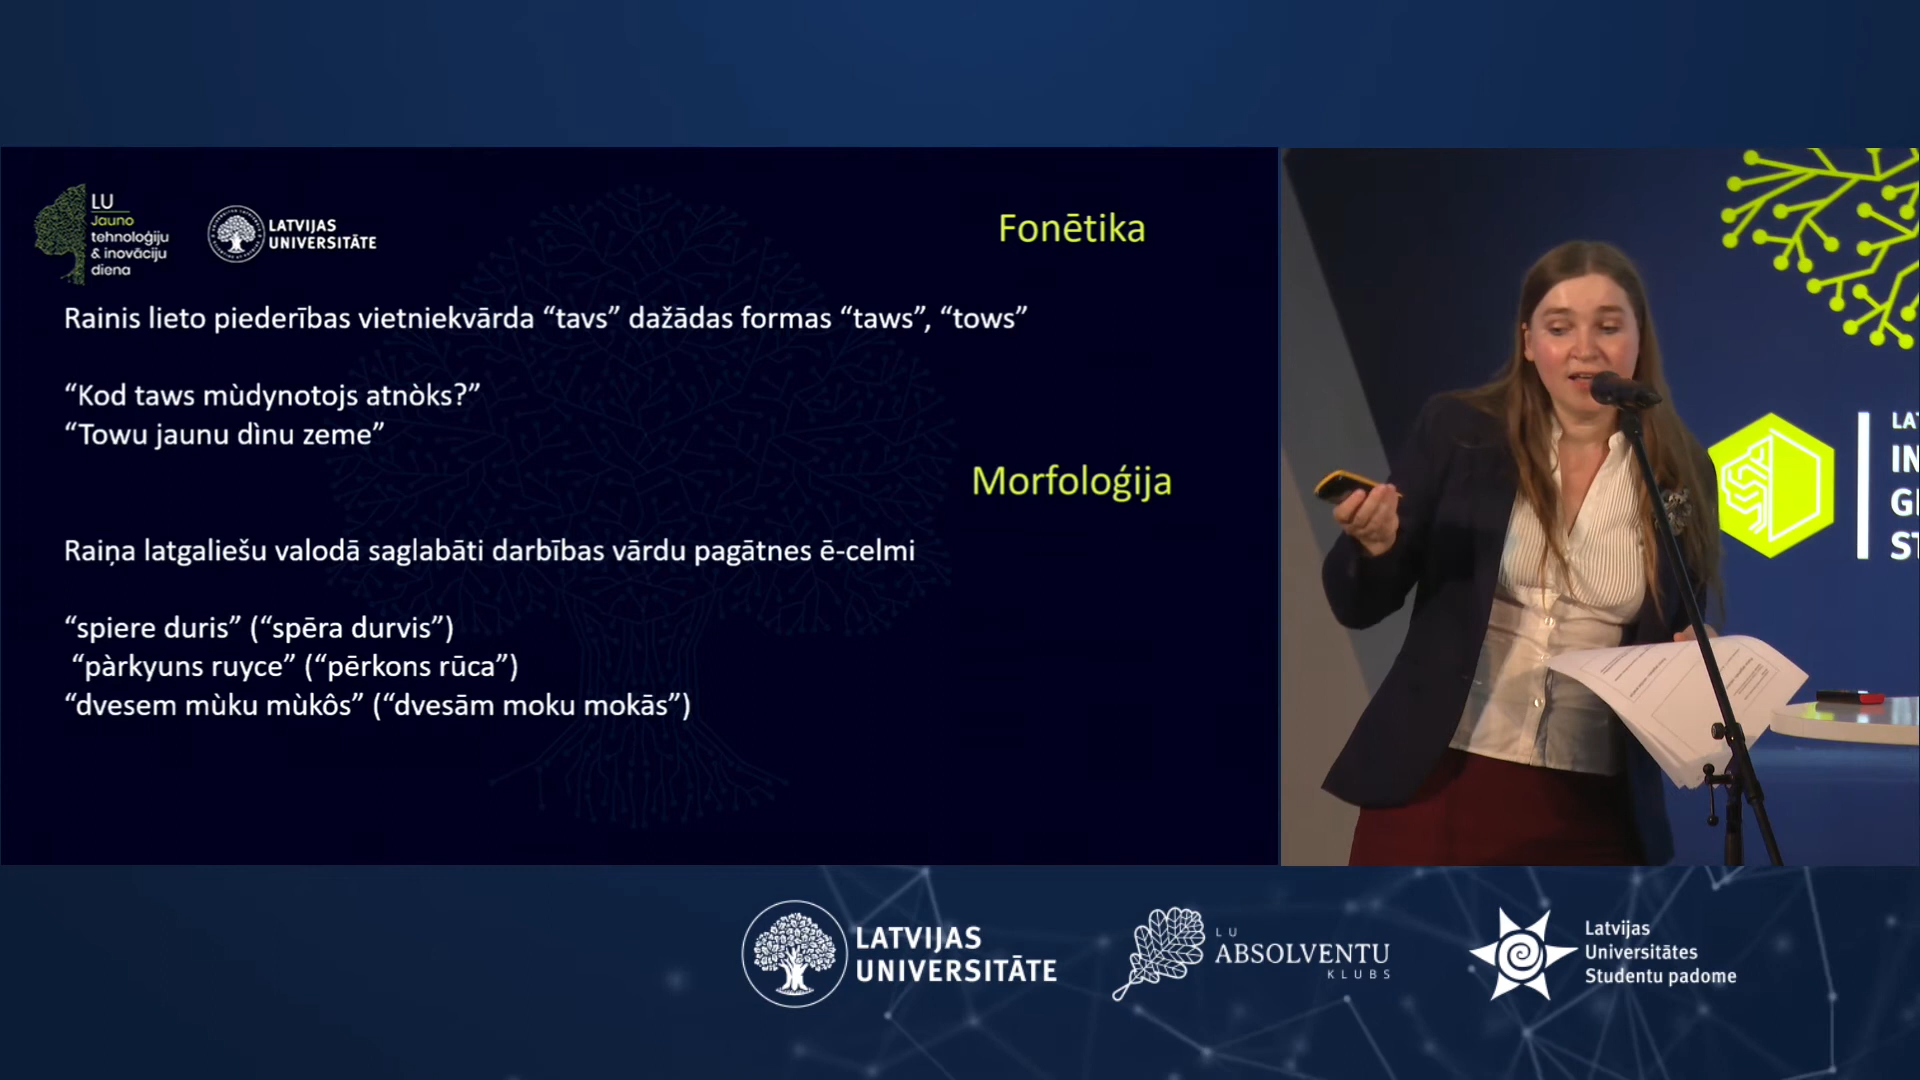 LU
Jauno
tehnoloģiju
& inovāciju
diena
LATVIJAS
UNIVERSITĀTE
Fonētika
Rainis lieto piederības vietniekvārda “tavs” dažādas formas “taws”, “tows”
“Kod taws mùdynotojs atnòks?”
“Towu jaunu dìnu zeme”
Morfoloģija
Raiņa latgaliešu valodā saglabāti darbības vārdu pagātnes ē-celmi
“spiere duris” (“spēra durvis”)
“pàrkyuns ruyce” (“pērkons rūca”)
“dvesem mùku mùkôs” (“dvesām moku mokās”)
LA
IN
ST
LATVIJAS
UNIVERSITĀTE
LU
ABSOLVENTU
KLUBS
Latvijas
Universitātes
Studentu padome